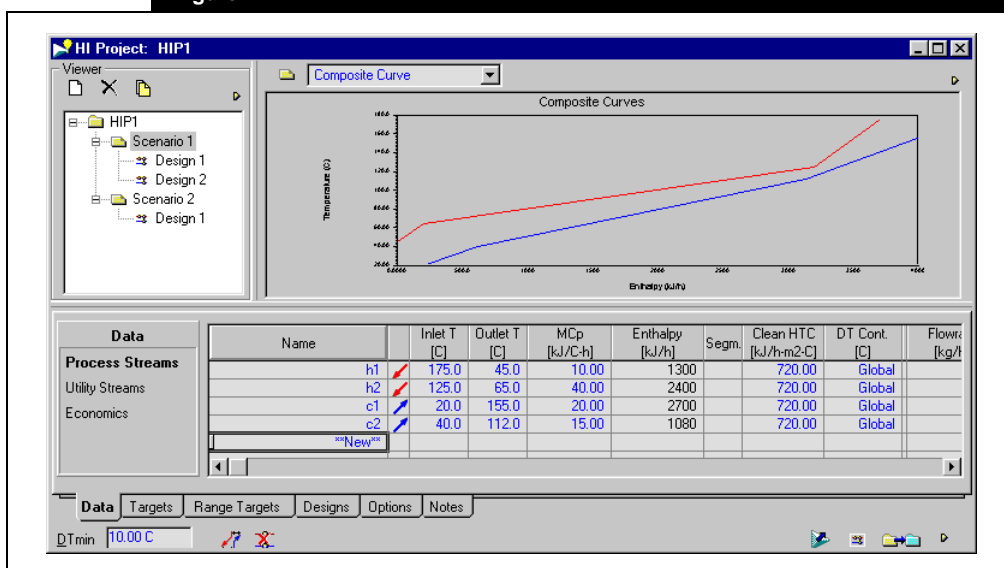 HI Project: HIP1
Viewer
HIP1
Scenario 1
Design 1
Design 2
Scenario 2
Design 1
Composite Curve
Composite Curves
Temperature (C)
Enthalpy (kJ/h)
Data
Process Streams
Utility Streams
Economics
Name Inlet T [C] Outlet T [C] MCp [kJ/C-h] Enthalpy [kJ/h] Segm. Clean HTC [kJ/h-m2-C] DT Cont. [C]
h1 175.0 45.0 10.00 1300 720.00 Global
h2 125.0 65.0 40.00 2400 720.00 Global
c1 20.0 155.0 20.00 2700 720.00 Global
c2 40.0 112.0 15.00 1080 720.00 Global
**New**
Data Targets Range Targets Designs Options Notes
DTmin 10.00 C